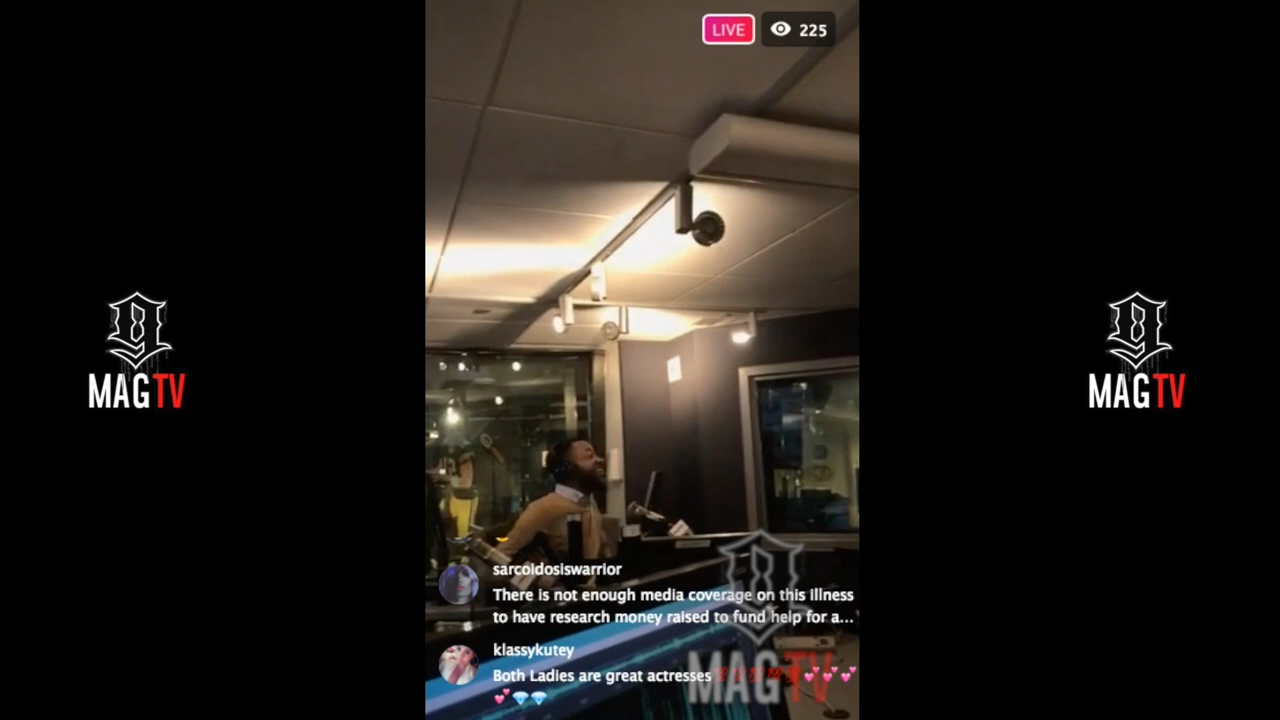 LIVE 225
MAGTV
MAGTV
sarcoidosiswarrior
There is not enough media coverage on this illness
to have research money raised to fund help for a...
klassykutey
Both Ladies are great actresses 💕💕💕
💕💎💎
MAGTV